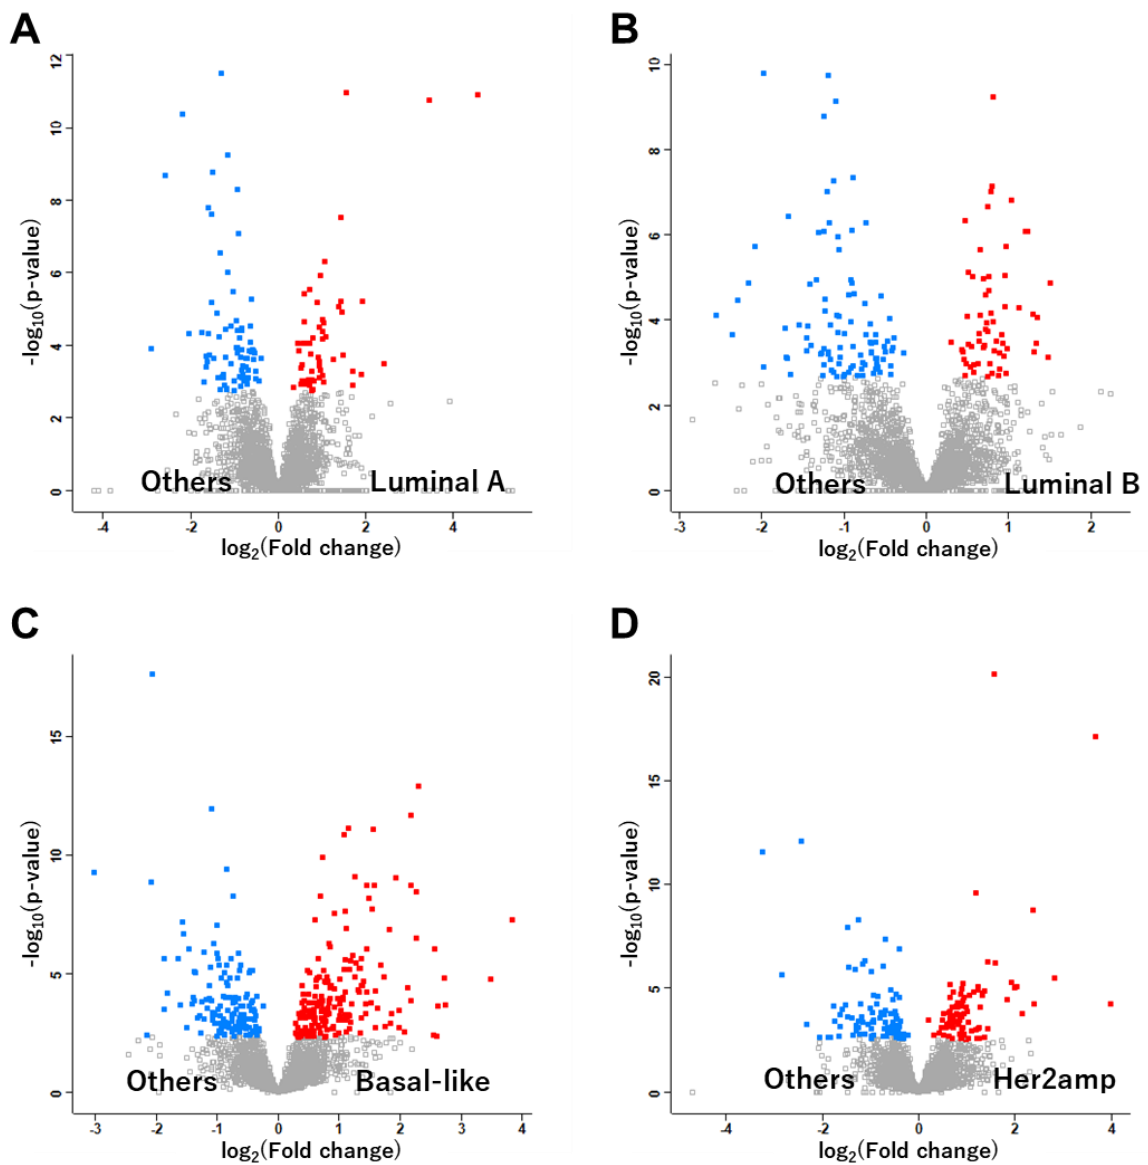 A
12
10
8
6
4
2
0
-log10(p-value)
Others
Luminal A
-4
-2
0
2
4
log2(Fold change)
B
10
8
6
4
2
0
-log10(p-value)
Others
Luminal B
-3
-2
-1
0
1
2
log2(Fold change)
C
15
10
5
0
-log10(p-value)
Others
Basal-like
-3
-2
-1
0
1
2
3
4
log2(Fold change)
D
20
15
10
5
0
-log10(p-value)
Others
Her2amp
-4
-2
0
2
4
log2(Fold change)